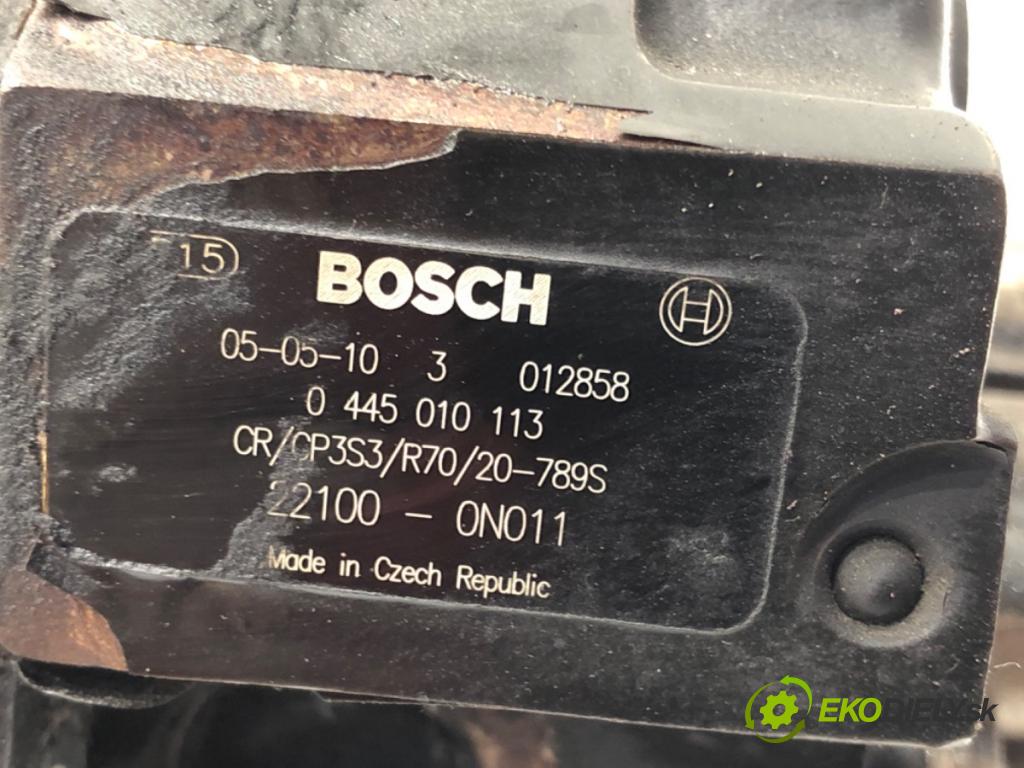 15
BOSCH
05-05-10 3 012858
0 445 010 113
CR/CP3S3/R70/20-789S
22100 - 0N011
Made in Czech Republic
EKODIELY.sk